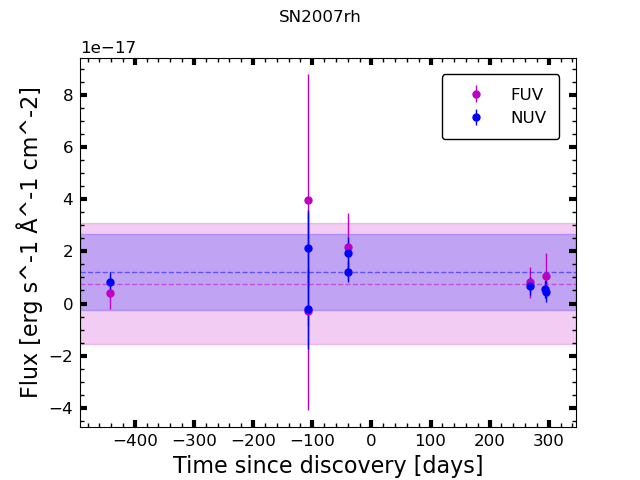 SN2007rh
1e−17
FUV
NUV
8
6
4
2
0
−2
−4
Flux [erg s^-1 Å^-1 cm^-2]
−400 −300 −200 −100 0 100 200 300
Time since discovery [days]